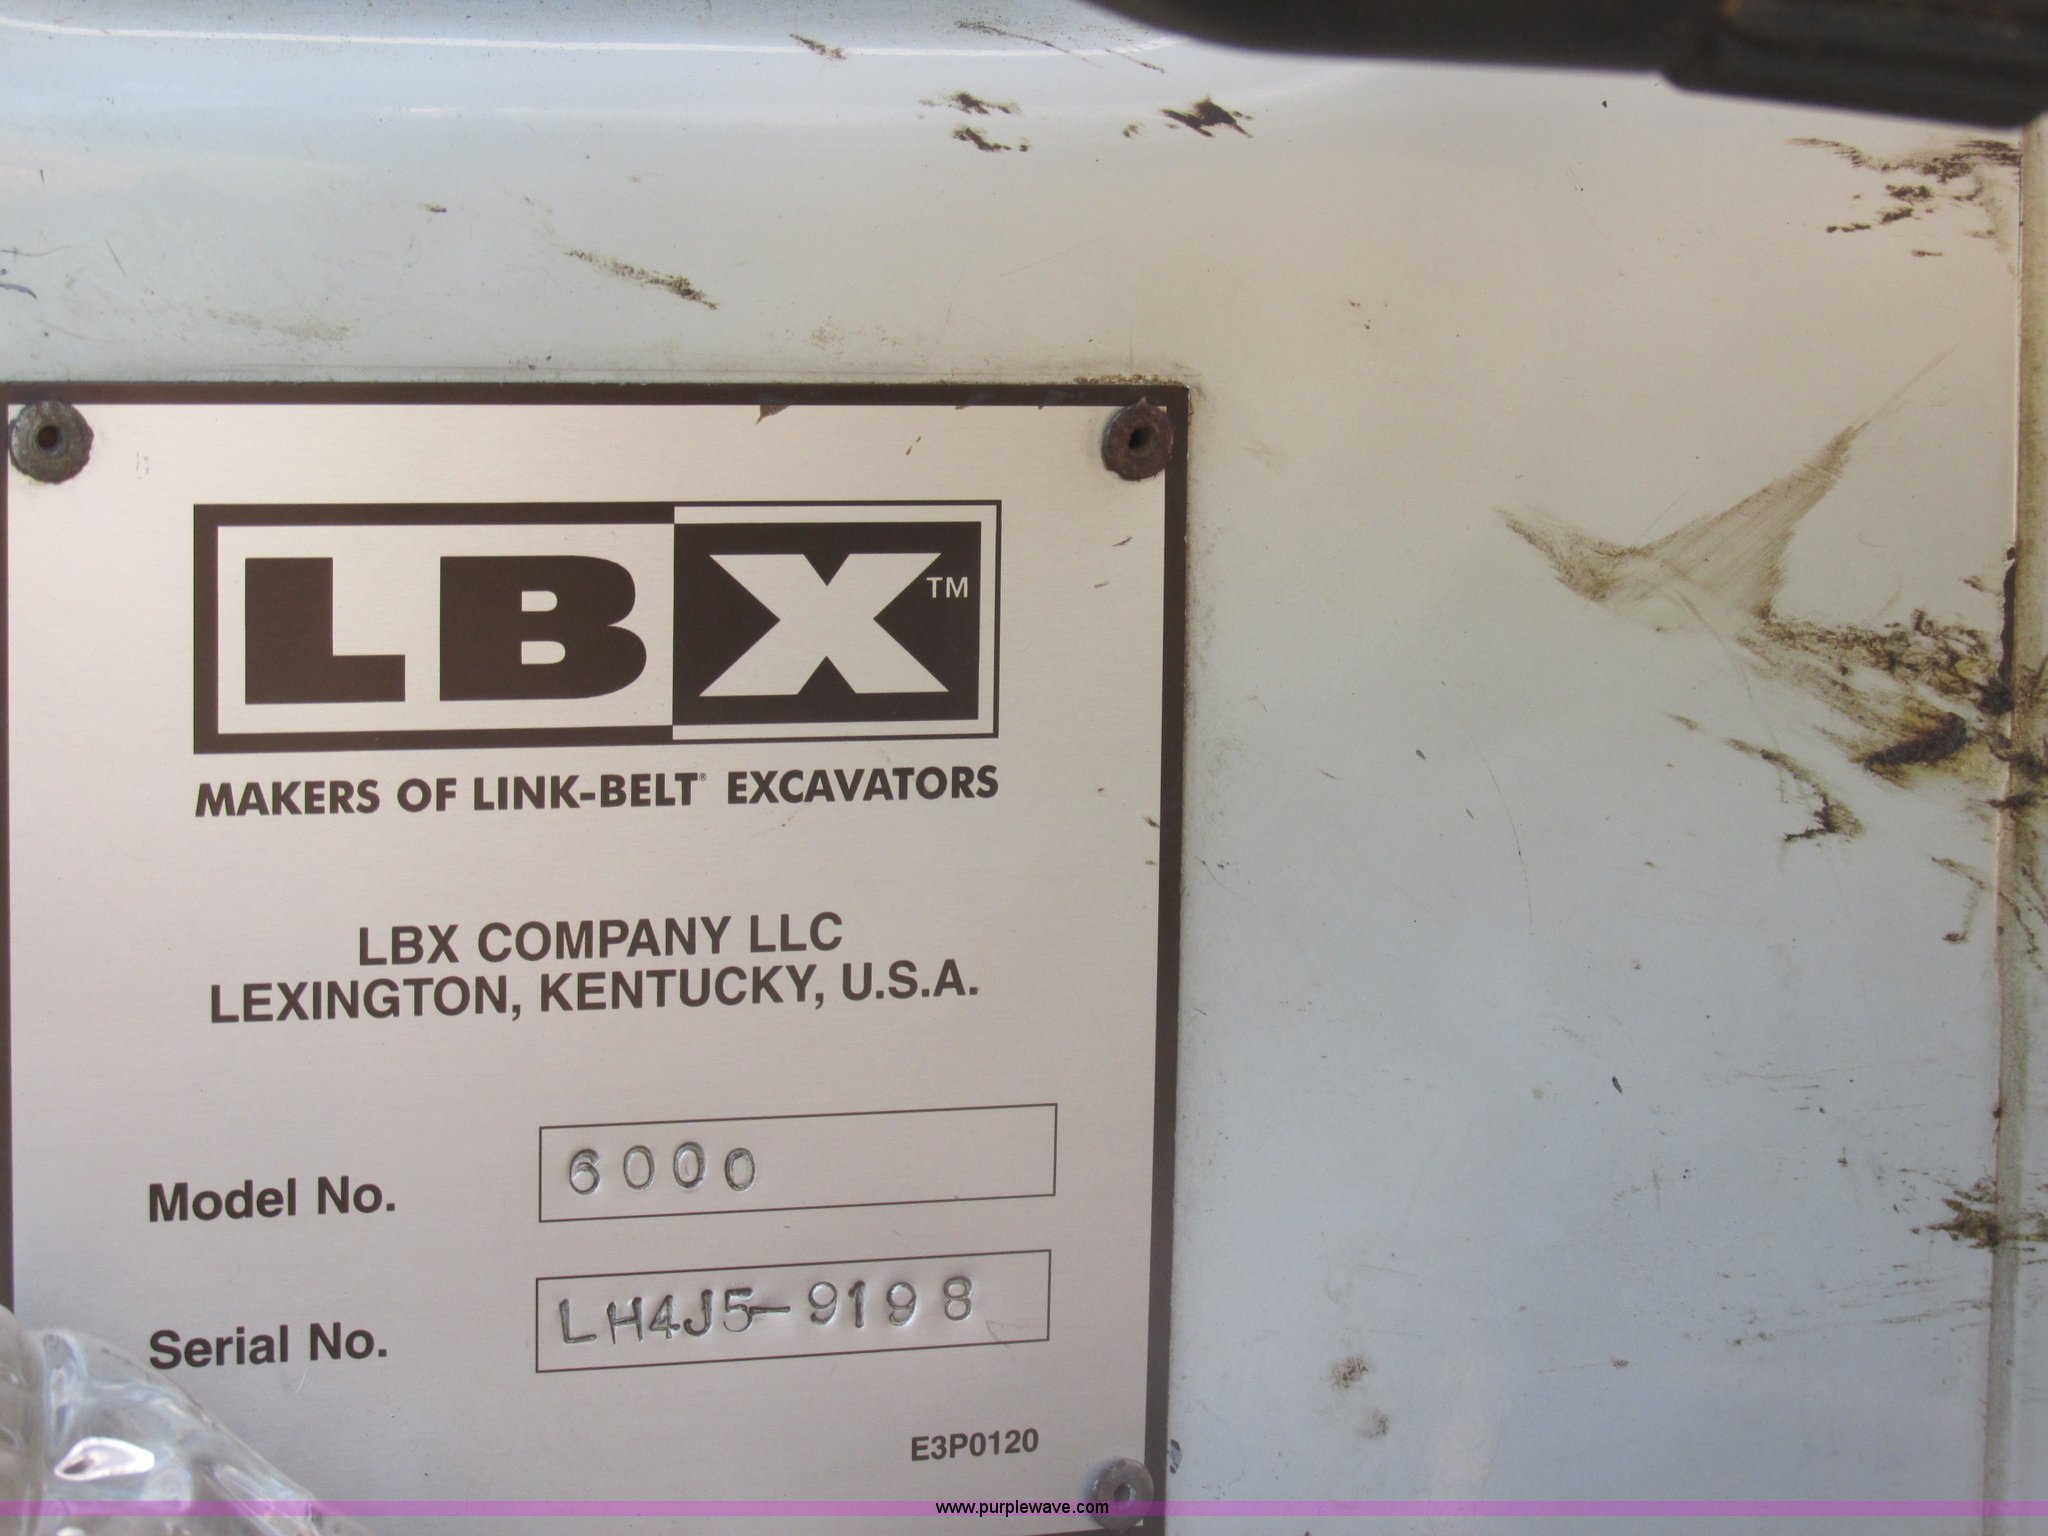 LBX™
MAKERS OF LINK-BELT® EXCAVATORS
LBX COMPANY LLC
LEXINGTON, KENTUCKY, U.S.A.
Model No. 6000
Serial No. LH4J5-9198
E3P0120
www.purplewave.com